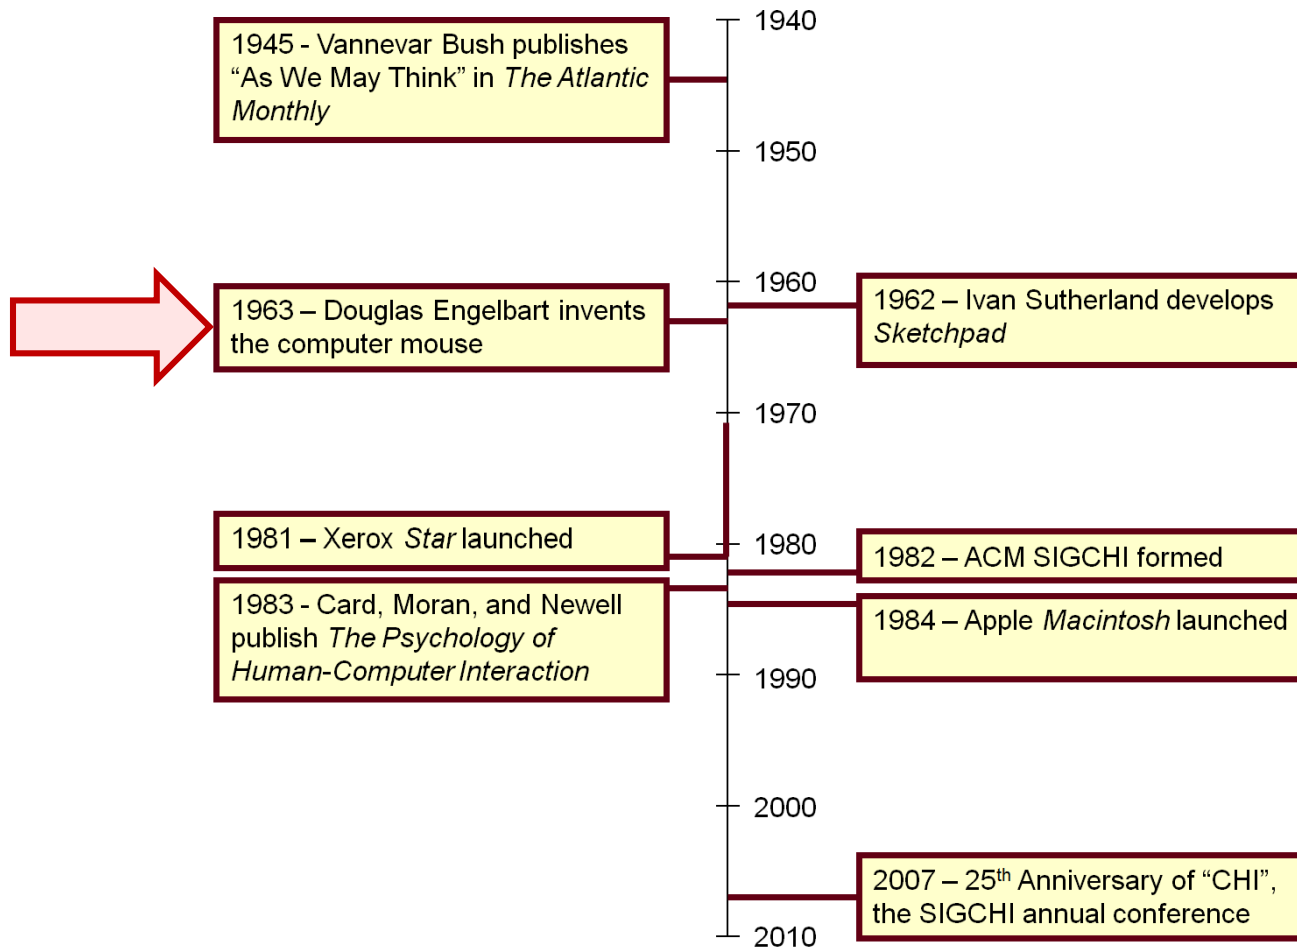 1940
1945 - Vannevar Bush publishes
“As We May Think” in The Atlantic
Monthly
1950
1960
1963 – Douglas Engelbart invents
the computer mouse
1962 – Ivan Sutherland develops
Sketchpad
1970
1981 – Xerox Star launched
1980
1982 – ACM SIGCHI formed
1983 - Card, Moran, and Newell
publish The Psychology of
Human-Computer Interaction
1984 – Apple Macintosh launched
1990
2000
2007 – 25th Anniversary of “CHI”,
the SIGCHI annual conference
2010